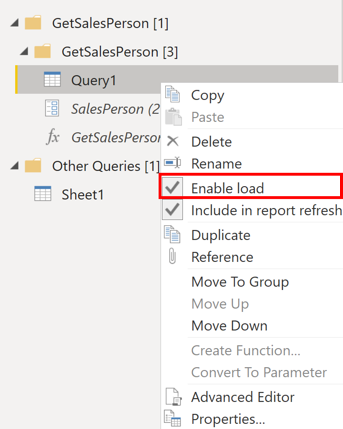 GetSalesPerson [1]
GetSalesPerson [3]
Query1
SalesPerson (2
fx GetSalesPerson
Other Queries [1]
Sheet1
Copy
Paste
Delete
Rename
Enable load
Include in report refresh
Duplicate
Reference
Move To Group
Move Up
Move Down
Create Function...
Convert To Parameter
Advanced Editor
Properties...